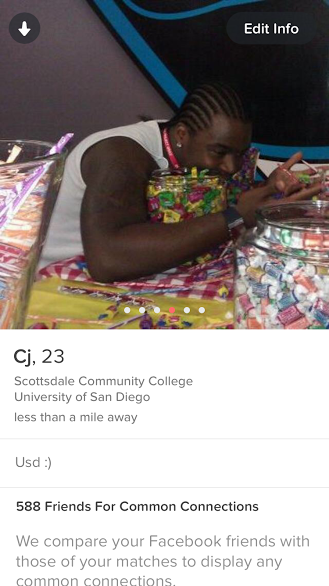 Edit Info
Cj, 23
Scottsdale Community College
University of San Diego
less than a mile away
Usd :)
588 Friends For Common Connections
We compare your Facebook friends with
those of your matches to display any
common connections.